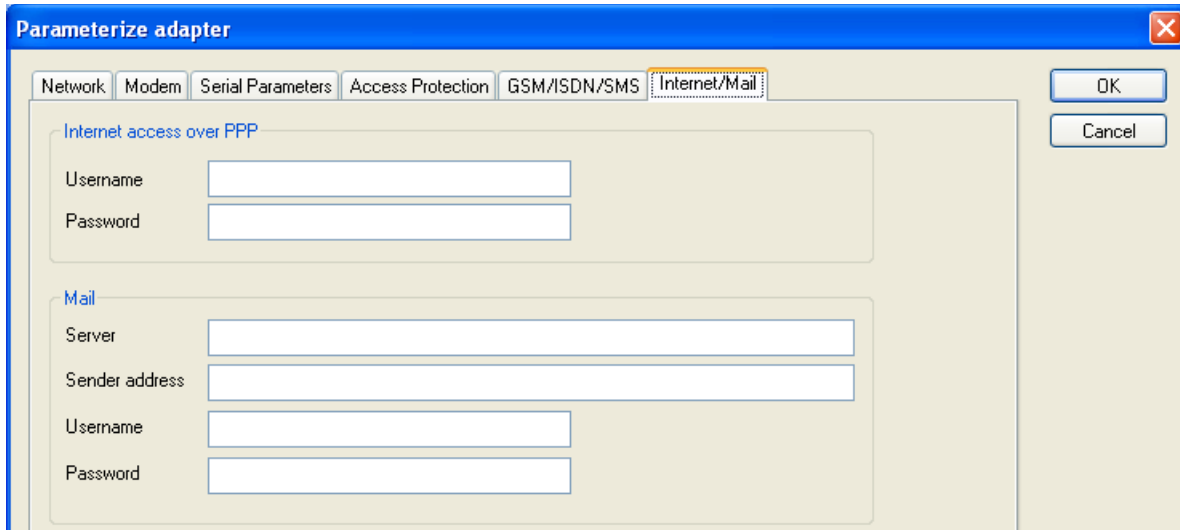 Parameterize adapter
Network Modem Serial Parameters Access Protection GSM/ISDN/SMS Internet/Mail
OK
Cancel
Internet access over PPP
Username
Password
Mail
Server
Sender address
Username
Password